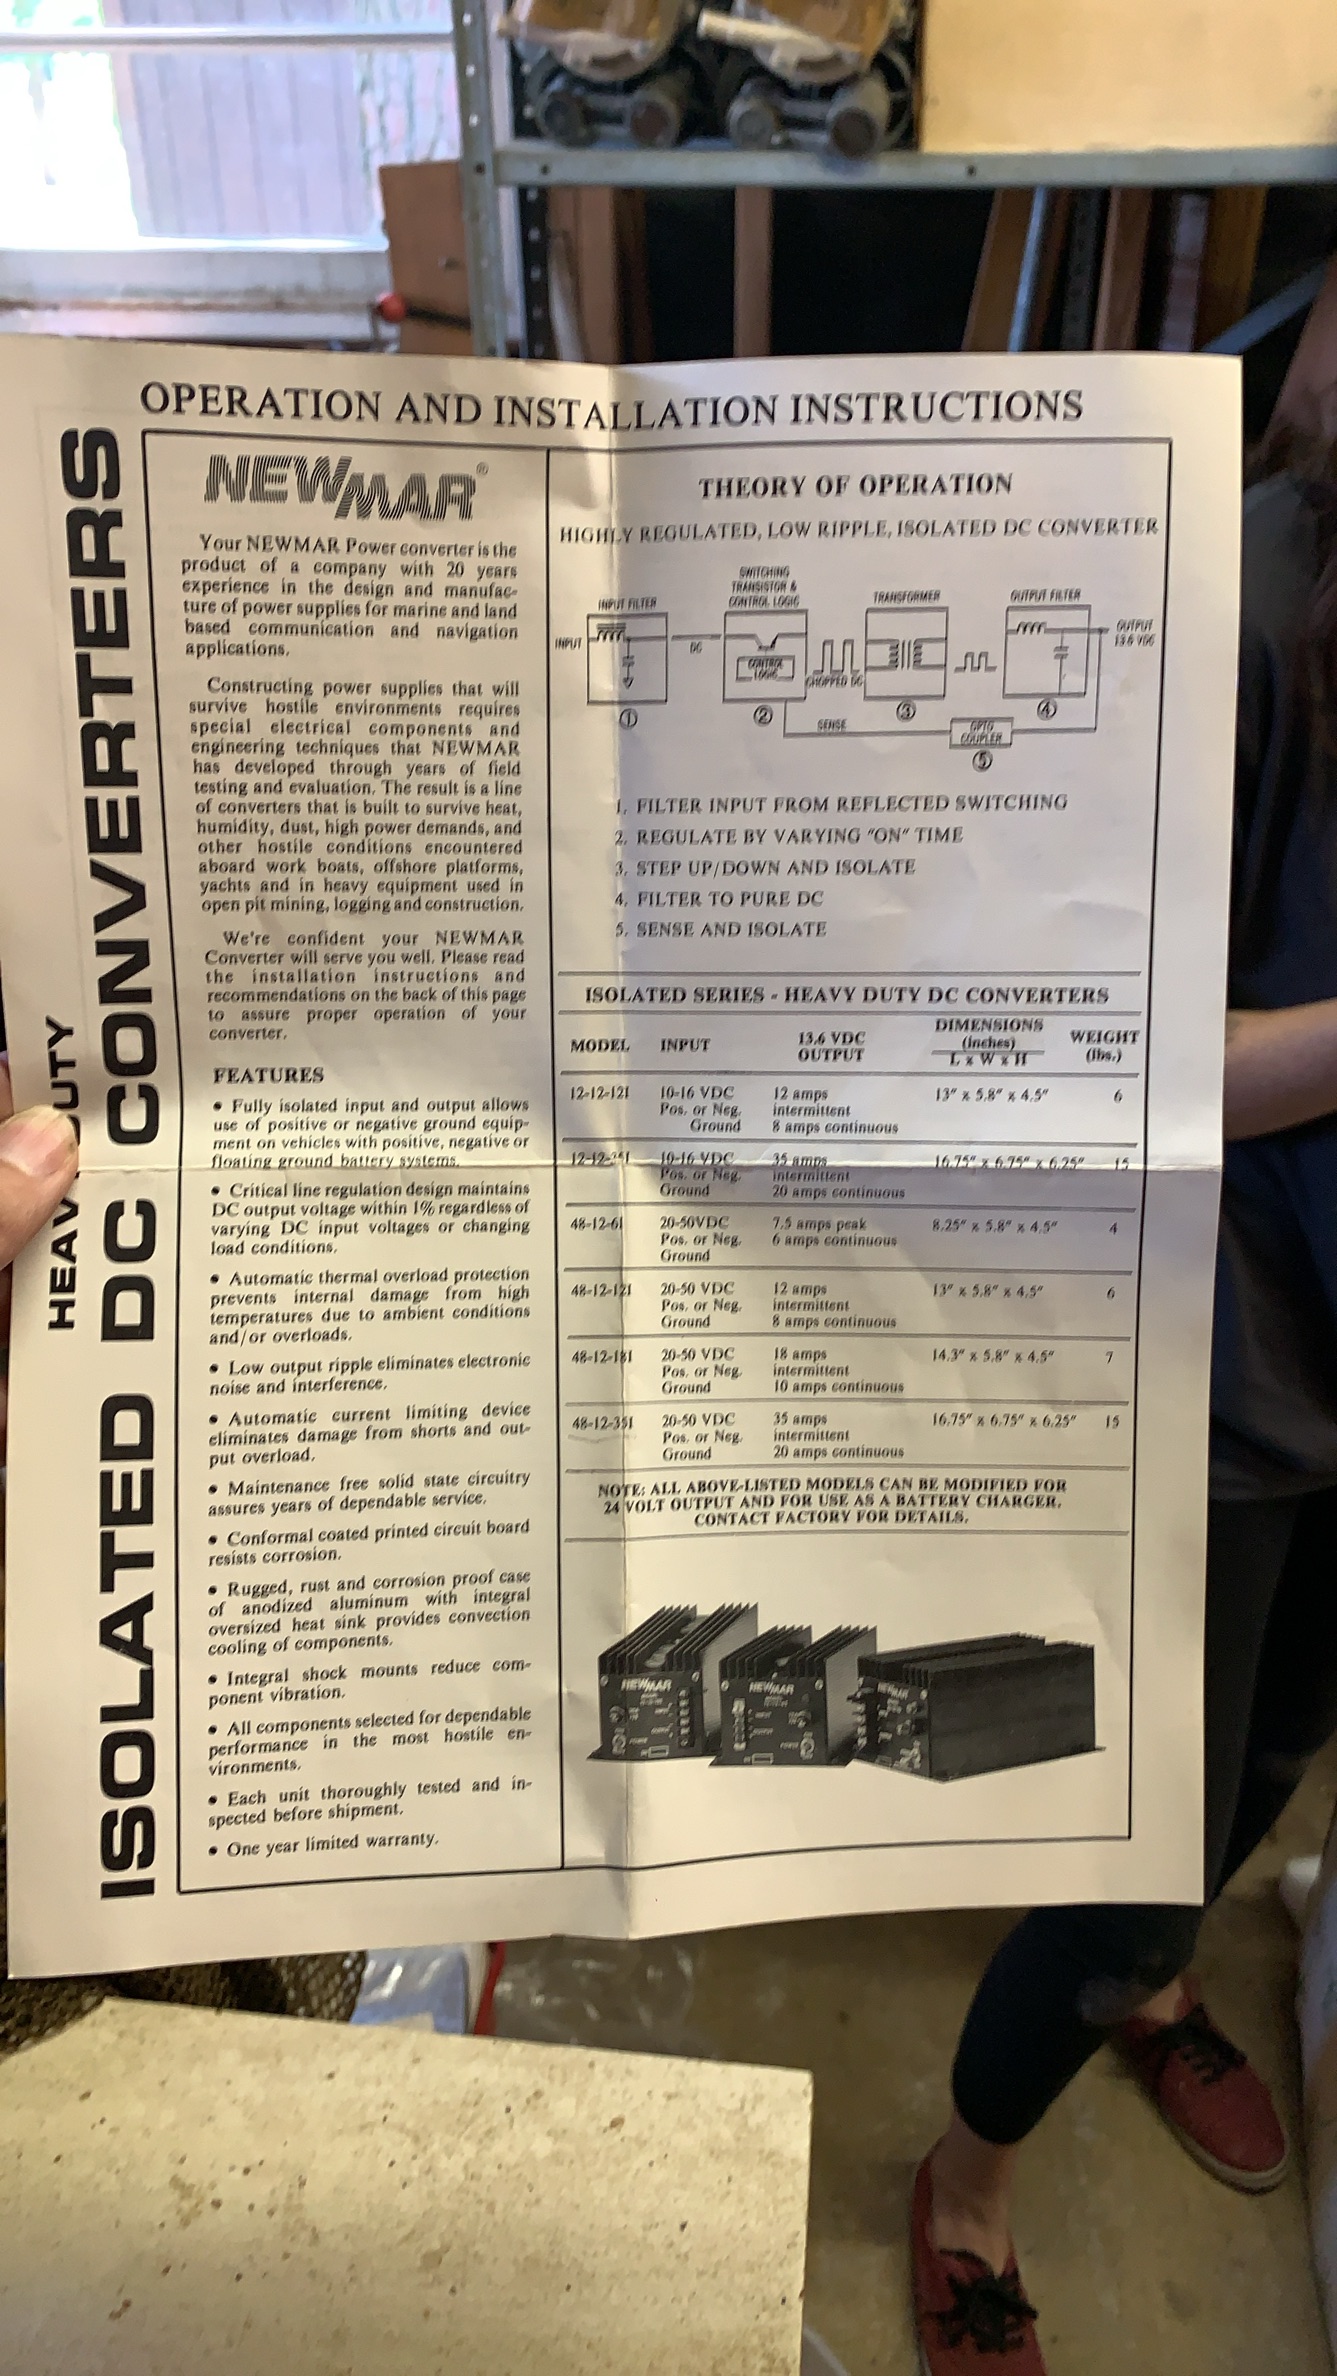 OPERATION AND INSTALLATION INSTRUCTIONS
HEAVY DUTY
ISOLATED DC CONVERTERS
NEWMAR®
Your NEWMAR Power converter is the
product of a company with 20 years
experience in the design and manufac-
ture of power supplies for marine and land
based communication and navigation
applications.
Constructing power supplies that will
survive hostile environments requires
special electrical components and
engineering techniques that NEWMAR
has developed through years of field
testing and evaluation. The result is a line
of converters that is built to survive heat,
humidity, dust, high power demands, and
other hostile conditions encountered
aboard work boats, offshore platforms,
yachts and in heavy equipment used in
open pit mining, logging and construction.
We're confident your NEWMAR
Converter will serve you well. Please read
the installation instructions and
recommendations on the back of this page
to assure proper operation of your
converter.
FEATURES
• Fully isolated input and output allows
use of positive or negative ground equip-
ment on vehicles with positive, negative or
floating ground battery systems.
• Critical line regulation design maintains
DC output voltage within 1% regardless of
varying DC input voltages or changing
load conditions.
• Automatic thermal overload protection
prevents internal damage from high
temperatures due to ambient conditions
and/or overloads.
• Low output ripple eliminates electronic
noise and interference.
• Automatic current limiting device
eliminates damage from shorts and out-
put overload.
• Maintenance free solid state circuitry
assures years of dependable service.
• Conformal coated printed circuit board
resists corrosion.
• Rugged, rust and corrosion proof case
of anodized aluminum with integral
oversized heat sink provides convection
cooling of components.
• Integral shock mounts reduce com-
ponent vibration.
• All components selected for dependable
performance in the most hostile en-
vironments.
• Each unit thoroughly tested and in-
spected before shipment.
• One year limited warranty.
THEORY OF OPERATION
HIGHLY REGULATED, LOW RIPPLE, ISOLATED DC CONVERTER
INPUT
INPUT FILTER
①
DC
SWITCHING
TRANSISTOR &
CONTROL LOGIC
CONTROL
LOGIC
②
CHOPPED DC
TRANSFORMER
③
OUTPUT FILTER
④
OUTPUT
13.6 VDC
SENSE
OPTO
COUPLER
⑤
1. FILTER INPUT FROM REFLECTED SWITCHING
2. REGULATE BY VARYING "ON" TIME
3. STEP UP/DOWN AND ISOLATE
4. FILTER TO PURE DC
5. SENSE AND ISOLATE
ISOLATED SERIES - HEAVY DUTY DC CONVERTERS
MODEL INPUT 13.6 VDC OUTPUT DIMENSIONS (inches) L x W x H WEIGHT (lbs.)
12-12-121 10-16 VDC 12 amps 13" x 5.8" x 4.5" 6
Pos. or Neg. intermittent
Ground 8 amps continuous
12-12-351 10-16 VDC 35 amps 16.75" x 6.75" x 6.25" 15
Pos. or Neg. intermittent
Ground 20 amps continuous
48-12-61 20-50VDC 7.5 amps peak 8.25" x 5.8" x 4.5" 4
Pos. or Neg. 6 amps continuous
Ground
48-12-121 20-50 VDC 12 amps 13" x 5.8" x 4.5" 6
Pos. or Neg. intermittent
Ground 8 amps continuous
48-12-181 20-50 VDC 18 amps 14.3" x 5.8" x 4.5" 7
Pos. or Neg. intermittent
Ground 10 amps continuous
48-12-351 20-50 VDC 35 amps 16.75" x 6.75" x 6.25" 15
Pos. or Neg. intermittent
Ground 20 amps continuous
NOTE: ALL ABOVE-LISTED MODELS CAN BE MODIFIED FOR
24 VOLT OUTPUT AND FOR USE AS A BATTERY CHARGER.
CONTACT FACTORY FOR DETAILS.
NEWMAR
NEWMAR
NEWMAR